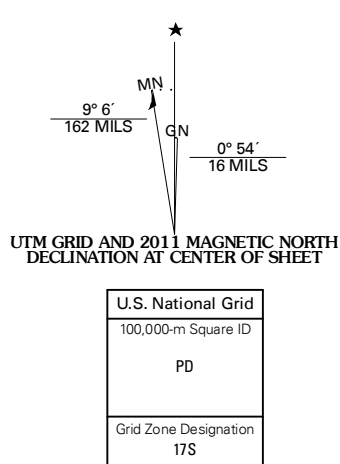 MN
9° 6´
162 MILS
GN
0° 54´
16 MILS
UTM GRID AND 2011 MAGNETIC NORTH
DECLINATION AT CENTER OF SHEET
U.S. National Grid
100,000-m Square ID
PD
Grid Zone Designation
17S